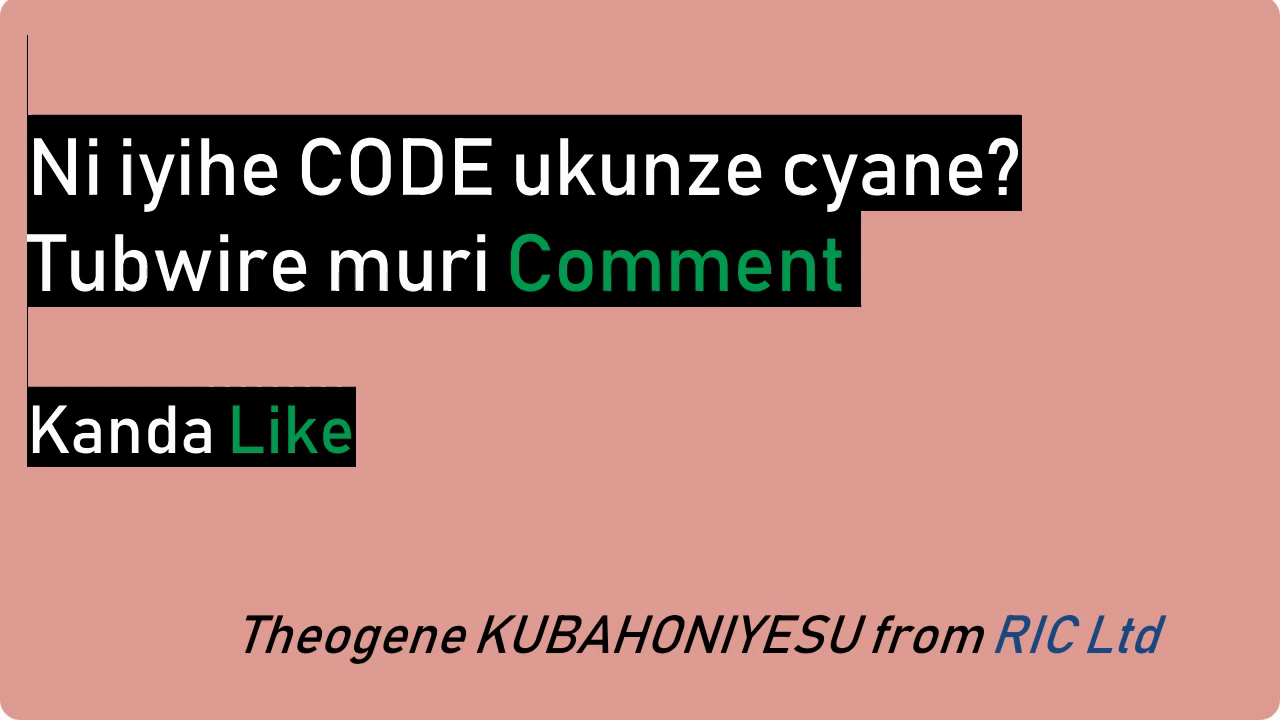 Ni iyihe CODE ukunze cyane?
Tubwire muri Comment
Kanda Like
Theogene KUBAHONIYESU from RIC Ltd